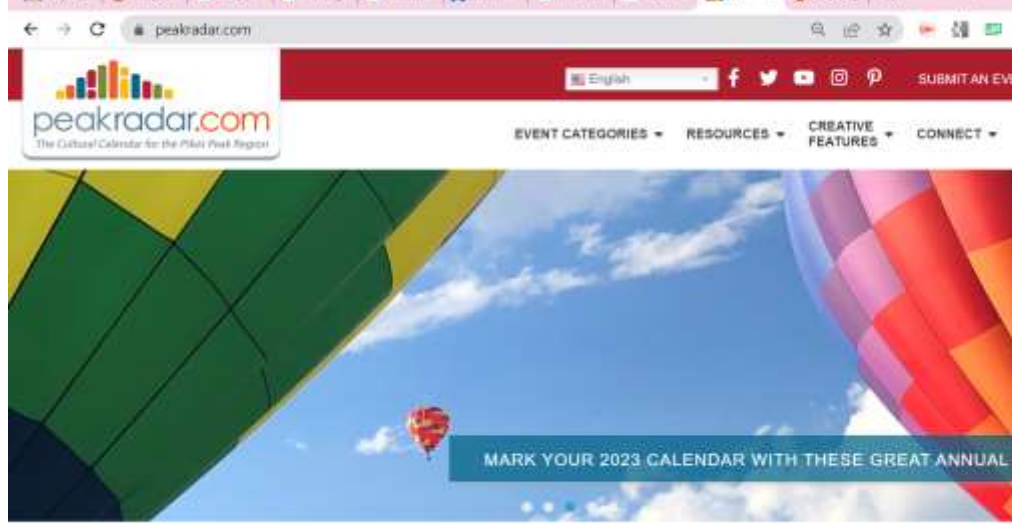 peakradar.com
English
SUBMIT AN EV
peakradar.com
The Cultural Calendar for the Pikes Peak Region
EVENT CATEGORIES
RESOURCES
CREATIVE
FEATURES
CONNECT
MARK YOUR 2023 CALENDAR WITH THESE GREAT ANNUAL